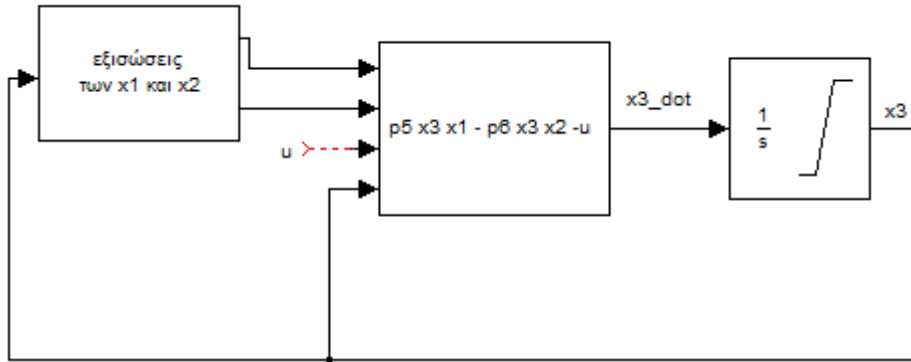 εξισώσεις
των x1 και x2
u
p5 x3 x1 - p6 x3 x2 -u
x3_dot
1
s
x3